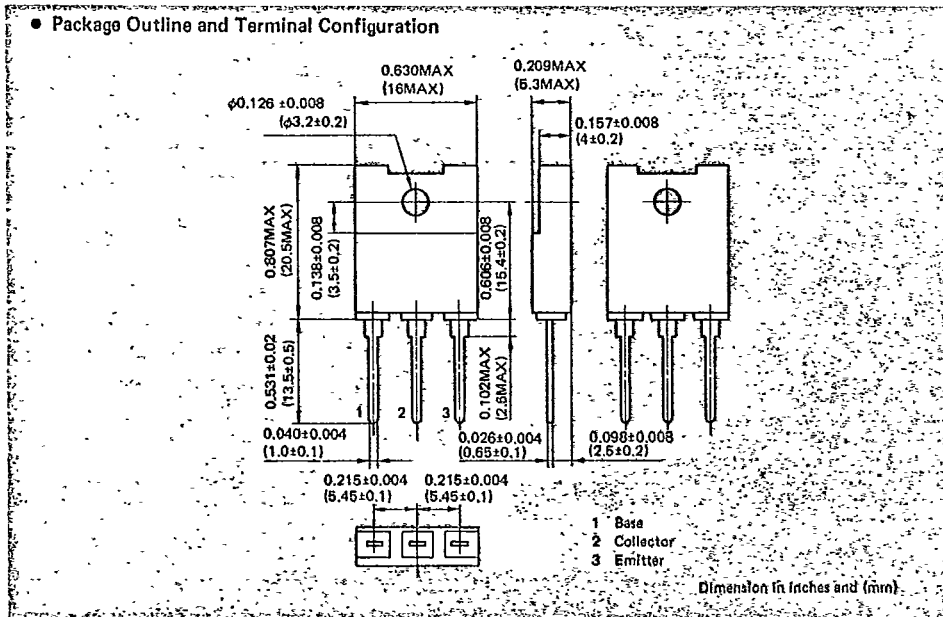 ● Package Outline and Terminal Configuration
0.630MAX
(16MAX)
0.209MAX
(5.3MAX)
φ0.126 ±0.008
(φ3.2±0.2)
0.157±0.008
(4±0.2)
0.807MAX
(20.5MAX)
0.138±0.008
(3.5±0.2)
0.606±0.008
(15.4±0.2)
0.531±0.02
(13.5±0.5)
0.102MAX
(2.6MAX)
1
2
3
0.040±0.004
(1.0±0.1)
0.026±0.004
(0.65±0.1)
0.098±0.008
(2.5±0.2)
0.215±0.004
(5.45±0.1)
0.215±0.004
(5.45±0.1)
1 Base
2 Collector
3 Emitter
Dimension in inches and (mm)